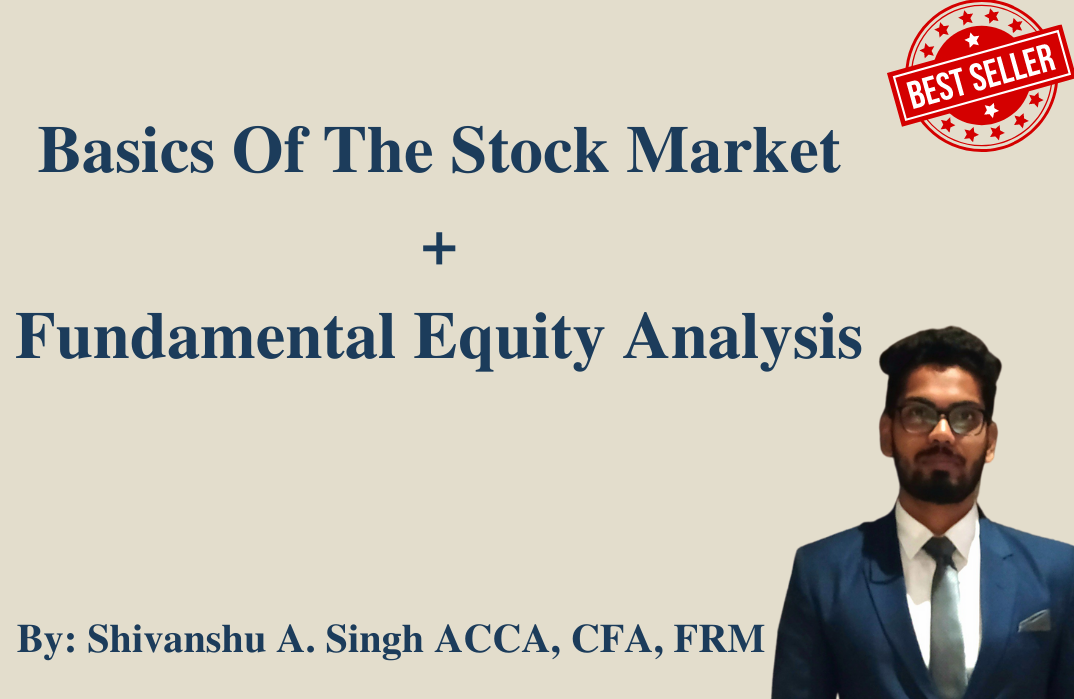 BEST SELLER
Basics Of The Stock Market
+
Fundamental Equity Analysis
By: Shivanshu A. Singh ACCA, CFA, FRM